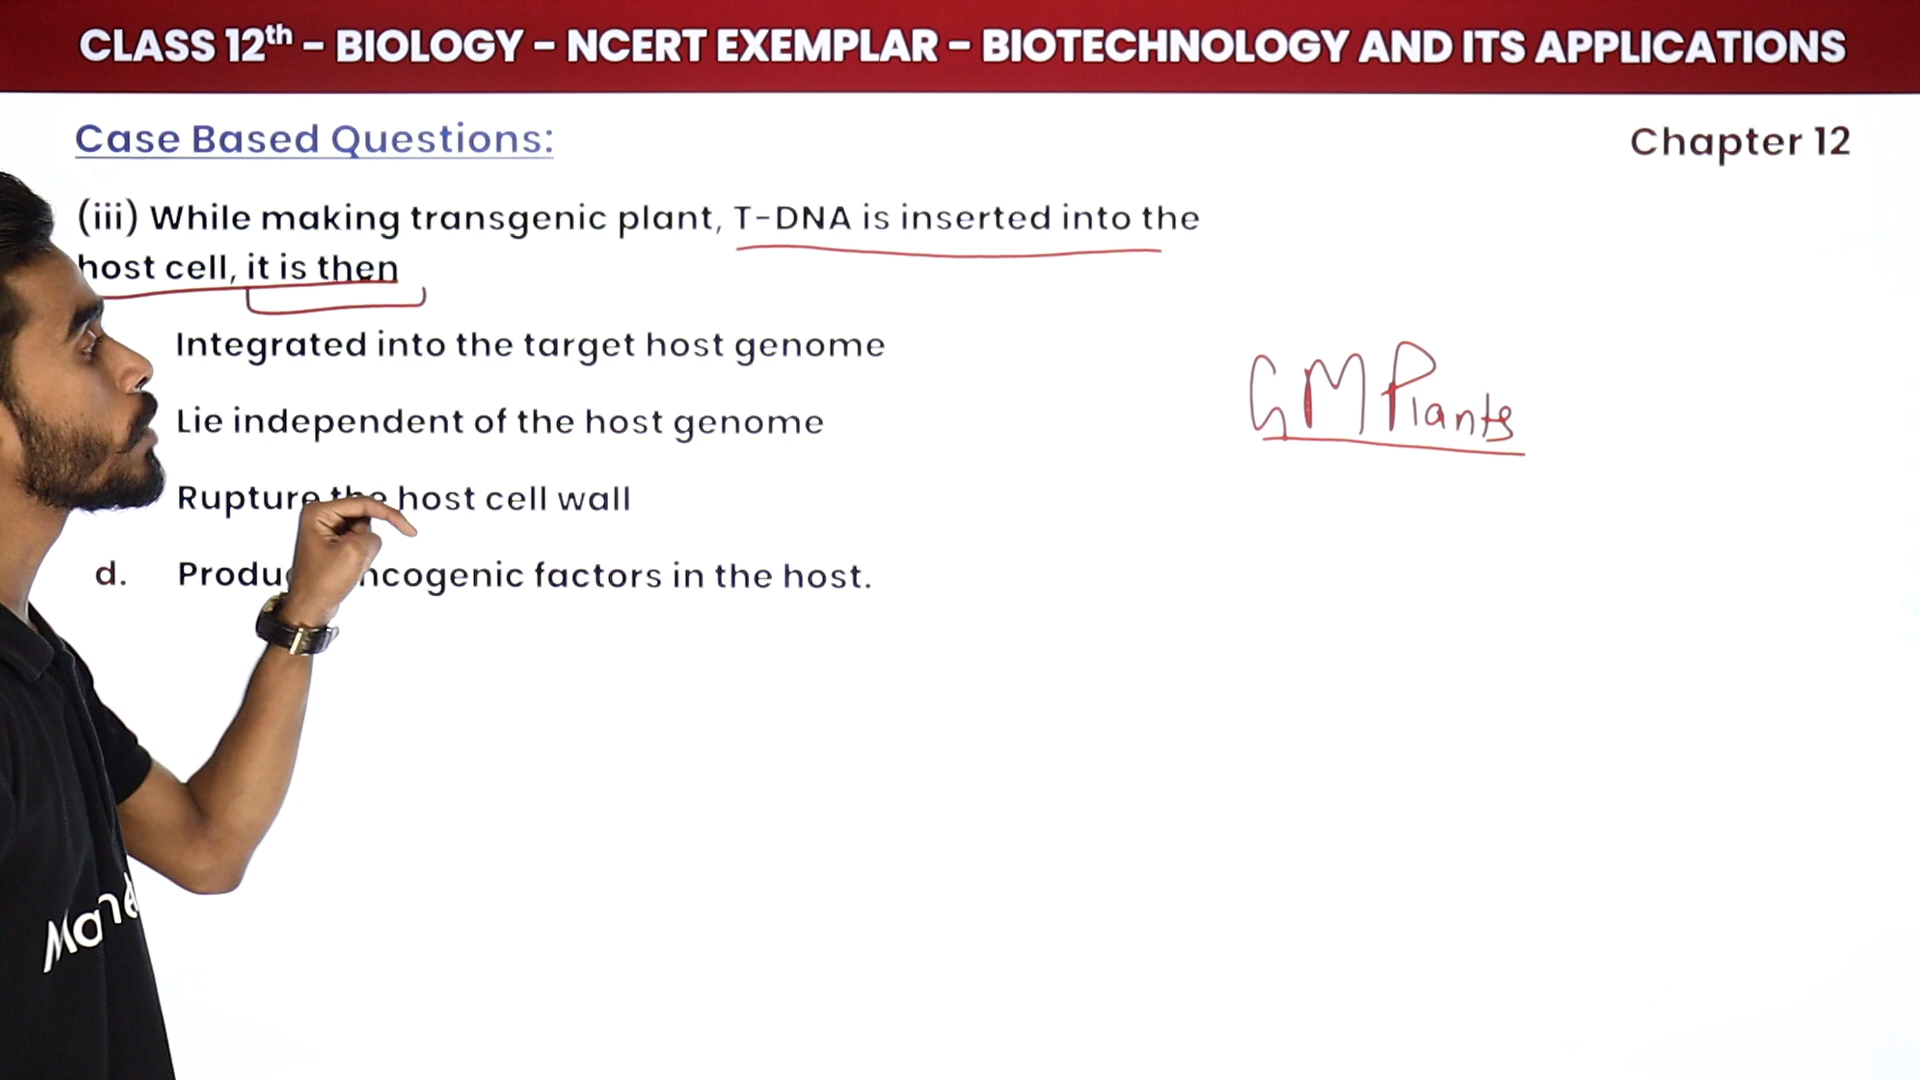 CLASS 12th – BIOLOGY – NCERT EXEMPLAR – BIOTECHNOLOGY AND ITS APPLICATIONS
Case Based Questions:
Chapter 12
(iii) While making transgenic plant, T-DNA is inserted into the
host cell, it is then
Integrated into the target host genome
Lie independent of the host genome
GM Plants
Rupture the host cell wall
d. Produ ncogenic factors in the host.